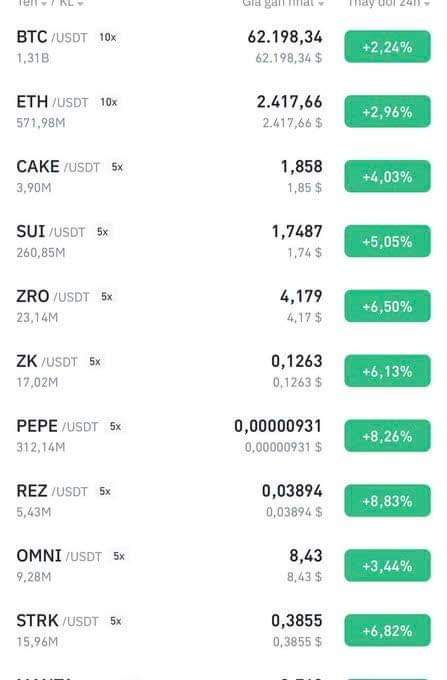 Tên / KL Giá gần nhất Thay đổi 24h
BTC /USDT 10x 62.198,34 +2,24%
1,31B 62.198,34 $
ETH /USDT 10x 2.417,66 +2,96%
571,98M 2.417,66 $
CAKE /USDT 5x 1,858 +4,03%
3,90M 1,85 $
SUI /USDT 5x 1,7487 +5,05%
260,85M 1,74 $
ZRO /USDT 5x 4,179 +6,50%
23,14M 4,17 $
ZK /USDT 5x 0,1263 +6,13%
17,02M 0,1263 $
PEPE /USDT 5x 0,00000931 +8,26%
312,14M 0,00000931 $
REZ /USDT 5x 0,03894 +8,83%
5,43M 0,03894 $
OMNI /USDT 5x 8,43 +3,44%
9,28M 8,43 $
STRK /USDT 5x 0,3855 +6,82%
15,96M 0,3855 $